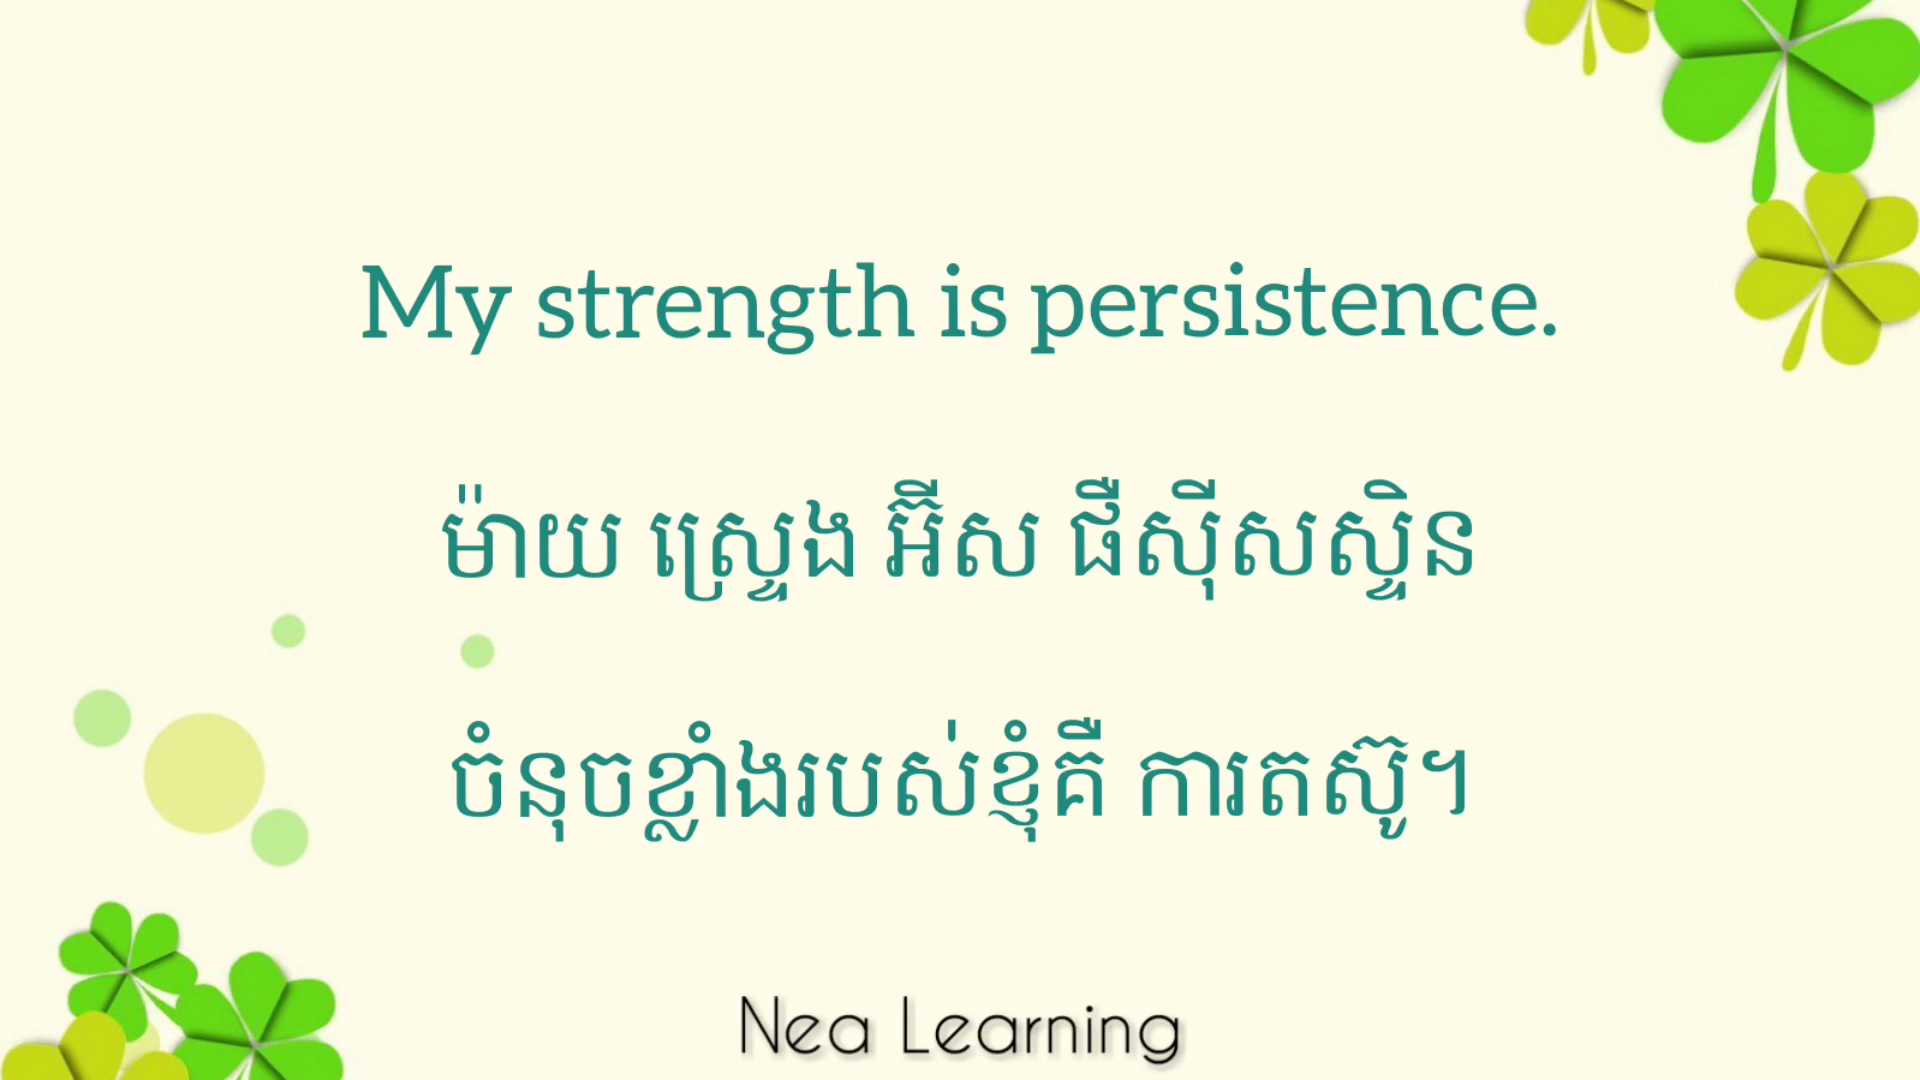 My strength is persistence.
ម៉ាយ ស្ត្រេង អ៊ីស ផឺស៊ីសស្ទិន
ចំនុចខ្លាំងរបស់ខ្ញុំគឺ ការតស៊ូ។
Nea Learning